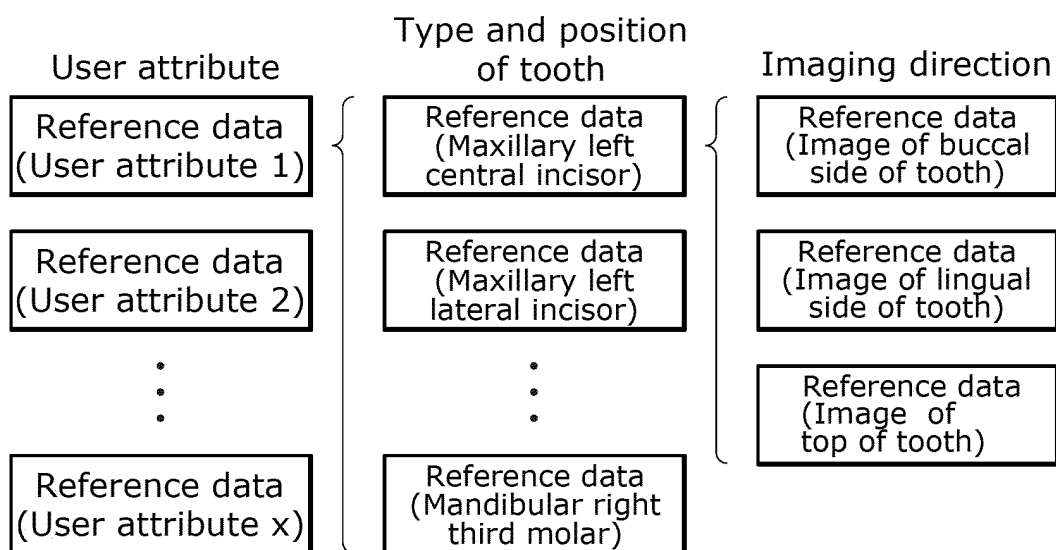 User attribute
Reference data
(User attribute 1)
Reference data
(User attribute 2)
Reference data
(User attribute x)
Type and position
of tooth
Reference data
(Maxillary left
central incisor)
Reference data
(Maxillary left
lateral incisor)
Reference data
(Mandibular right
third molar)
Imaging direction
Reference data
(Image of buccal
side of tooth)
Reference data
(Image of lingual
side of tooth)
Reference data
(Image of
top of tooth)